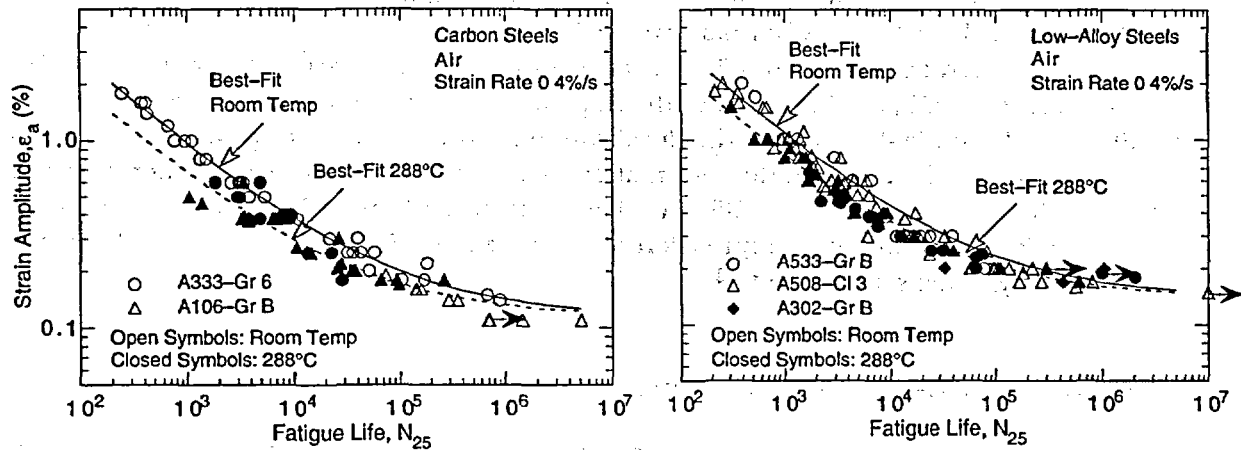 Carbon Steels
Air
Strain Rate 0 4%/s
Best–Fit
Room Temp
Best–Fit 288°C
A333–Gr 6
A106–Gr B
Open Symbols: Room Temp
Closed Symbols: 288°C
Strain Amplitude, εa (%)
1.0
0.1
10^2 10^3 10^4 10^5 10^6 10^7
Fatigue Life, N25
Low–Alloy Steels
Air
Strain Rate 0 4%/s
Best–Fit
Room Temp
Best–Fit 288°C
A533–Gr B
A508–Cl 3
A302–Gr B
Open Symbols: Room Temp
Closed Symbols: 288°C
10^2 10^3 10^4 10^5 10^6 10^7
Fatigue Life, N25